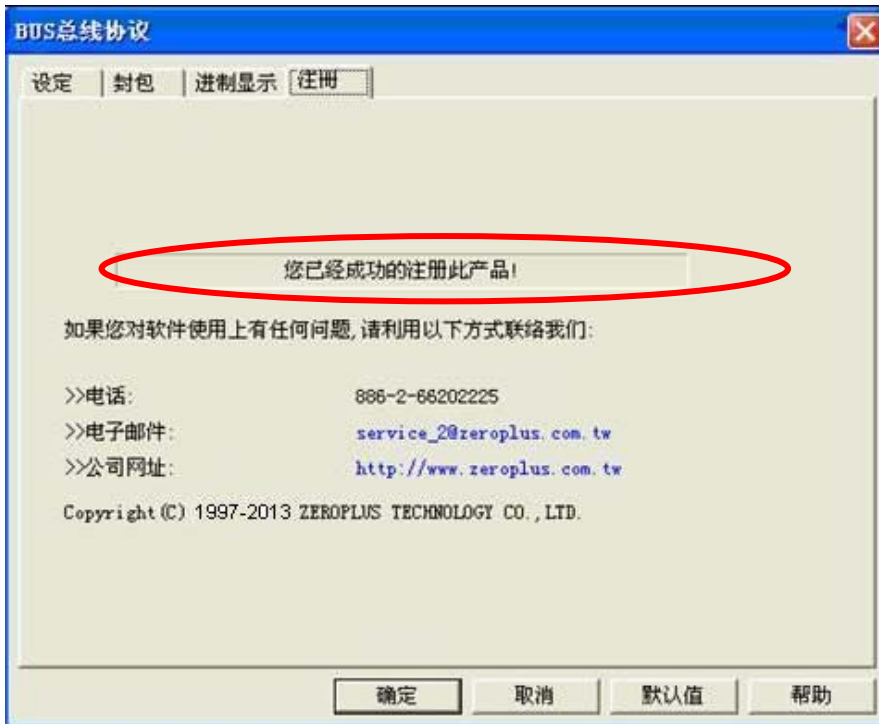 BUS总线协议
设定 封包 进制显示 注册
您已经成功的注册此产品!
如果您对软件使用上有任何问题,请利用以下方式联络我们:
>>电话: 886-2-66202225
>>电子邮件: service_2@zeroplus.com.tw
>>公司网址: http://www.zeroplus.com.tw
Copyright(C) 1997-2013 ZEROPLUS TECHNOLOGY CO.,LTD.
确定 取消 默认值 帮助